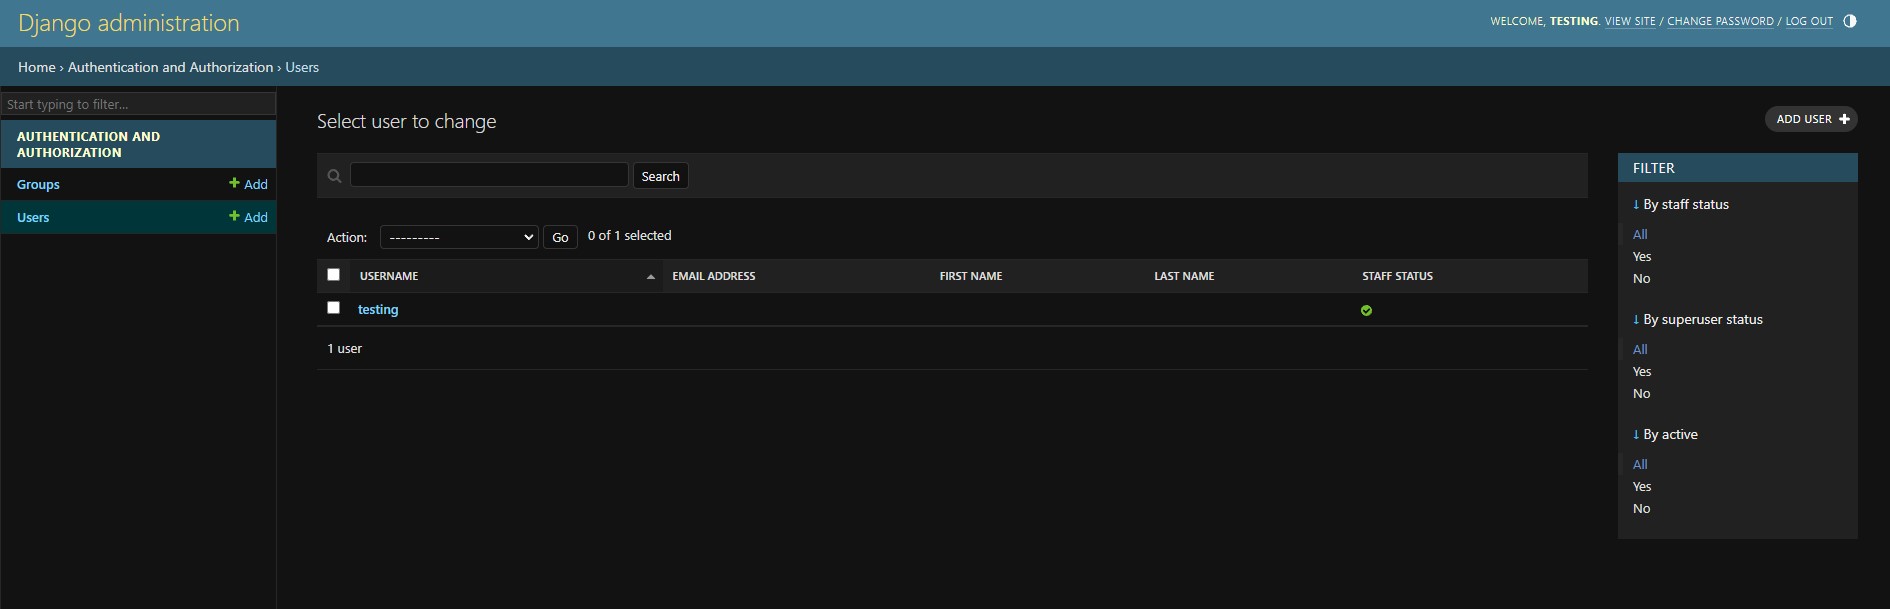 Django administration
WELCOME, TESTING. VIEW SITE / CHANGE PASSWORD / LOG OUT
Home › Authentication and Authorization › Users
Start typing to filter...
AUTHENTICATION AND
AUTHORIZATION
Groups + Add
Users + Add
Select user to change
ADD USER +
Search
Action: --------- Go 0 of 1 selected
USERNAME EMAIL ADDRESS FIRST NAME LAST NAME STAFF STATUS
testing
1 user
FILTER
↓ By staff status
All
Yes
No
↓ By superuser status
All
Yes
No
↓ By active
All
Yes
No